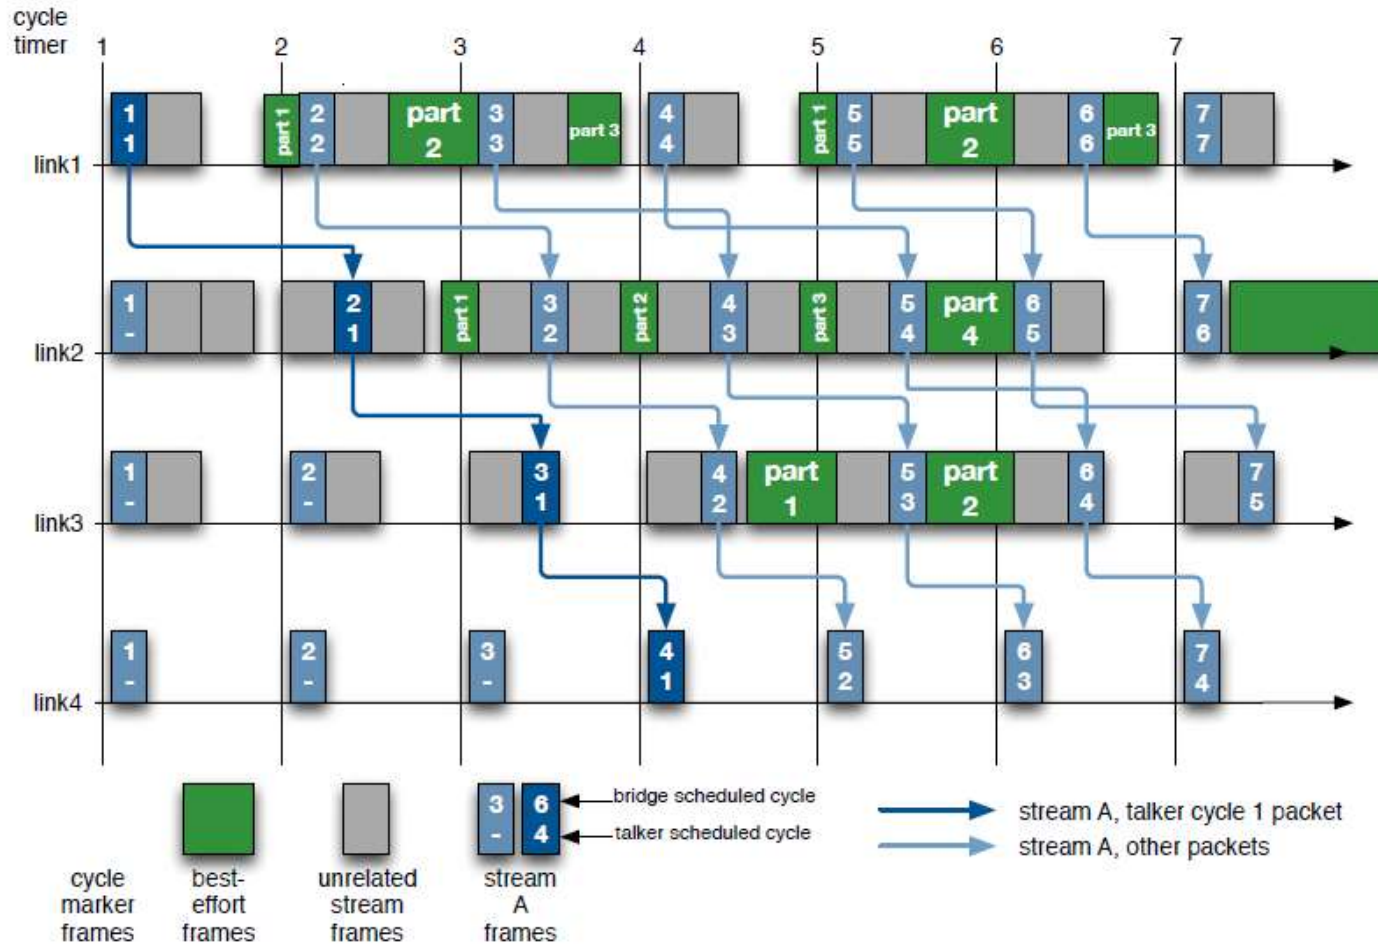 cycle
timer
1 2 3 4 5 6 7
link1
1
1
part 1
2
2
part
2
3
3
part 3
4
4
part 1
5
5
part
2
6
6
part 3
7
7
link2
1
-
2
1
part 1
3
2
part 2
4
3
part 3
5
4
part
4
6
5
7
6
link3
1
-
2
-
3
1
4
2
part
1
5
3
part
2
6
4
7
5
link4
1
-
2
-
3
-
4
1
5
2
6
3
7
4
cycle
marker
frames
best-
effort
frames
unrelated
stream
frames
3
-
6
4
stream
A
frames
bridge scheduled cycle
talker scheduled cycle
stream A, talker cycle 1 packet
stream A, other packets